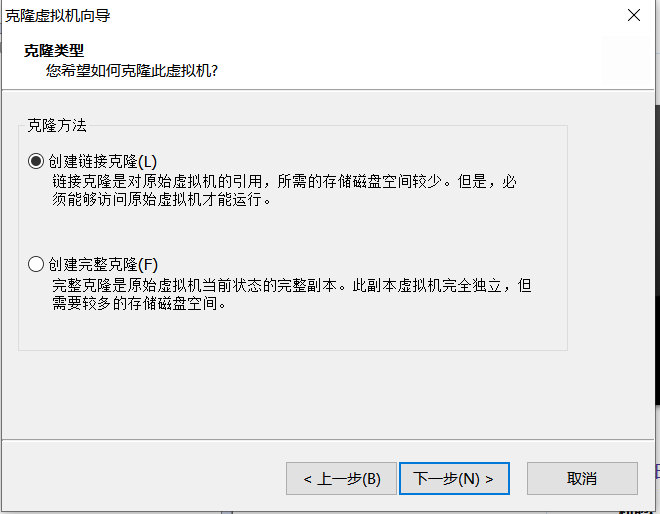 克隆虚拟机向导
克隆类型
您希望如何克隆此虚拟机?
克隆方法
创建链接克隆(L)
链接克隆是对原始虚拟机的引用，所需的存储磁盘空间较少。但是，必
须能够访问原始虚拟机才能运行。
创建完整克隆(F)
完整克隆是原始虚拟机当前状态的完整副本。此副本虚拟机完全独立，但
需要较多的存储磁盘空间。
< 上一步(B)
下一步(N) >
取消